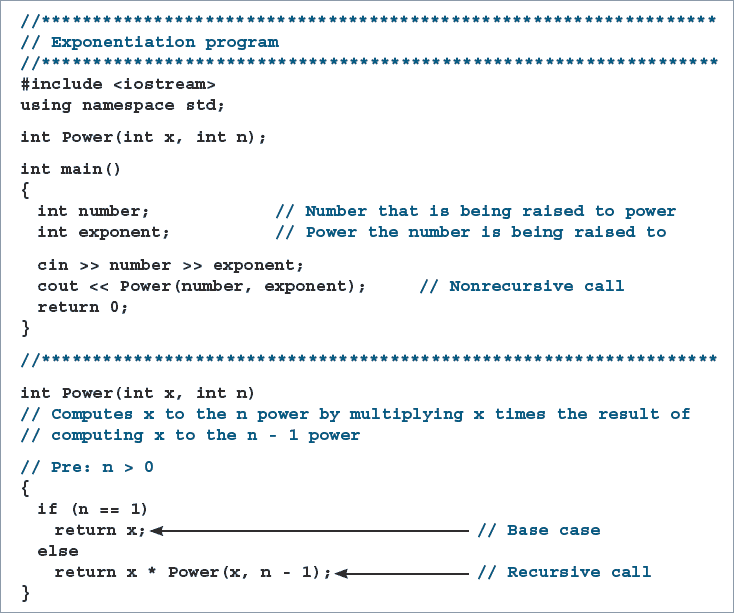 //******************************************************************
// Exponentiation program
//******************************************************************
#include <iostream>
using namespace std;
int Power(int x, int n);
int main()
{
int number; // Number that is being raised to power
int exponent; // Power the number is being raised to
cin >> number >> exponent;
cout << Power(number, exponent); // Nonrecursive call
return 0;
}
//******************************************************************
int Power(int x, int n)
// Computes x to the n power by multiplying x times the result of
// computing x to the n - 1 power
// Pre: n > 0
{
if (n == 1)
return x; // Base case
else
return x * Power(x, n - 1); // Recursive call
}